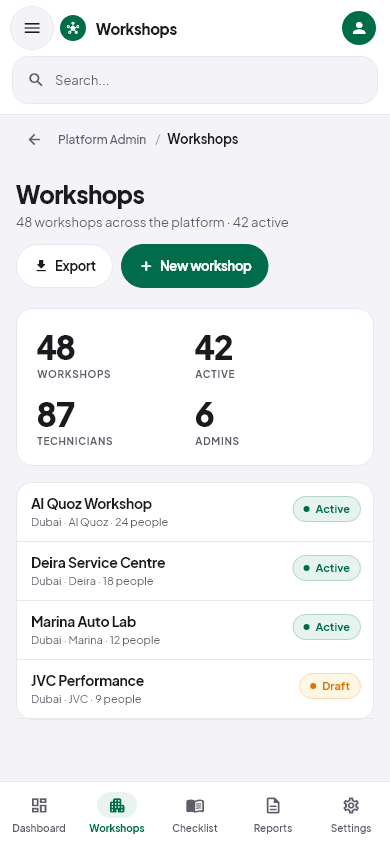 Workshops
Search...
Platform Admin / Workshops
Workshops
48 workshops across the platform · 42 active
Export
New workshop
48
WORKSHOPS
42
ACTIVE
87
TECHNICIANS
6
ADMINS
Al Quoz Workshop
Dubai · Al Quoz · 24 people
Active
Deira Service Centre
Dubai · Deira · 18 people
Active
Marina Auto Lab
Dubai · Marina · 12 people
Active
JVC Performance
Dubai · JVC · 9 people
Draft
Dashboard
Workshops
Checklist
Reports
Settings